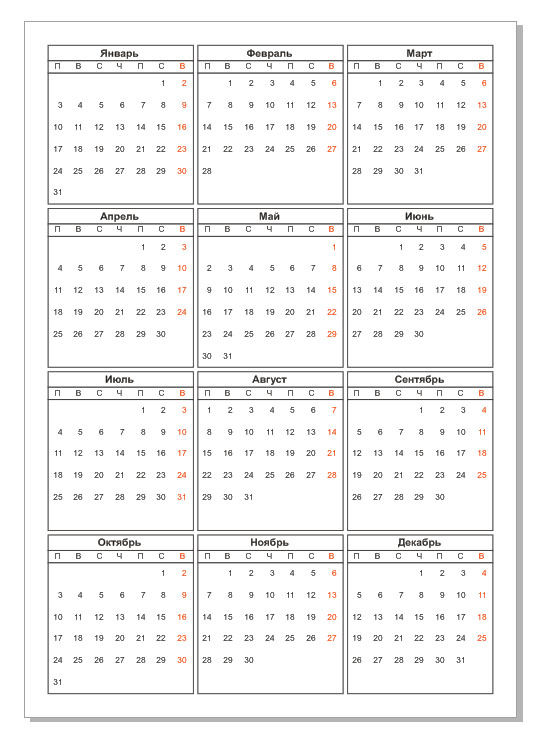 Январь
П В С Ч П С В
1 2
3 4 5 6 7 8 9
10 11 12 13 14 15 16
17 18 19 20 21 22 23
24 25 26 27 28 29 30
31
Февраль
П В С Ч П С В
1 2 3 4 5 6
7 8 9 10 11 12 13
14 15 16 17 18 19 20
21 22 23 24 25 26 27
28
Март
П В С Ч П С В
1 2 3 4 5 6
7 8 9 10 11 12 13
14 15 16 17 18 19 20
21 22 23 24 25 26 27
28 29 30 31
Апрель
П В С Ч П С В
1 2 3
4 5 6 7 8 9 10
11 12 13 14 15 16 17
18 19 20 21 22 23 24
25 26 27 28 29 30
Май
П В С Ч П С В
1
2 3 4 5 6 7 8
9 10 11 12 13 14 15
16 17 18 19 20 21 22
23 24 25 26 27 28 29
30 31
Июнь
П В С Ч П С В
1 2 3 4 5
6 7 8 9 10 11 12
13 14 15 16 17 18 19
20 21 22 23 24 25 26
27 28 29 30
Июль
П В С Ч П С В
1 2 3
4 5 6 7 8 9 10
11 12 13 14 15 16 17
18 19 20 21 22 23 24
25 26 27 28 29 30 31
Август
П В С Ч П С В
1 2 3 4 5 6 7
8 9 10 11 12 13 14
15 16 17 18 19 20 21
22 23 24 25 26 27 28
29 30 31
Сентябрь
П В С Ч П С В
1 2 3 4
5 6 7 8 9 10 11
12 13 14 15 16 17 18
19 20 21 22 23 24 25
26 27 28 29 30
Октябрь
П В С Ч П С В
1 2
3 4 5 6 7 8 9
10 11 12 13 14 15 16
17 18 19 20 21 22 23
24 25 26 27 28 29 30
31
Ноябрь
П В С Ч П С В
1 2 3 4 5 6
7 8 9 10 11 12 13
14 15 16 17 18 19 20
21 22 23 24 25 26 27
28 29 30
Декабрь
П В С Ч П С В
1 2 3 4
5 6 7 8 9 10 11
12 13 14 15 16 17 18
19 20 21 22 23 24 25
26 27 28 29 30 31